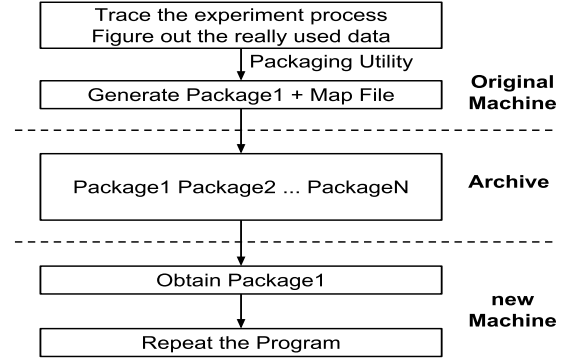 Trace the experiment process
Figure out the really used data
Packaging Utility
Generate Package1 + Map File
Original
Machine
Package1 Package2 ... PackageN
Archive
Obtain Package1
new
Machine
Repeat the Program